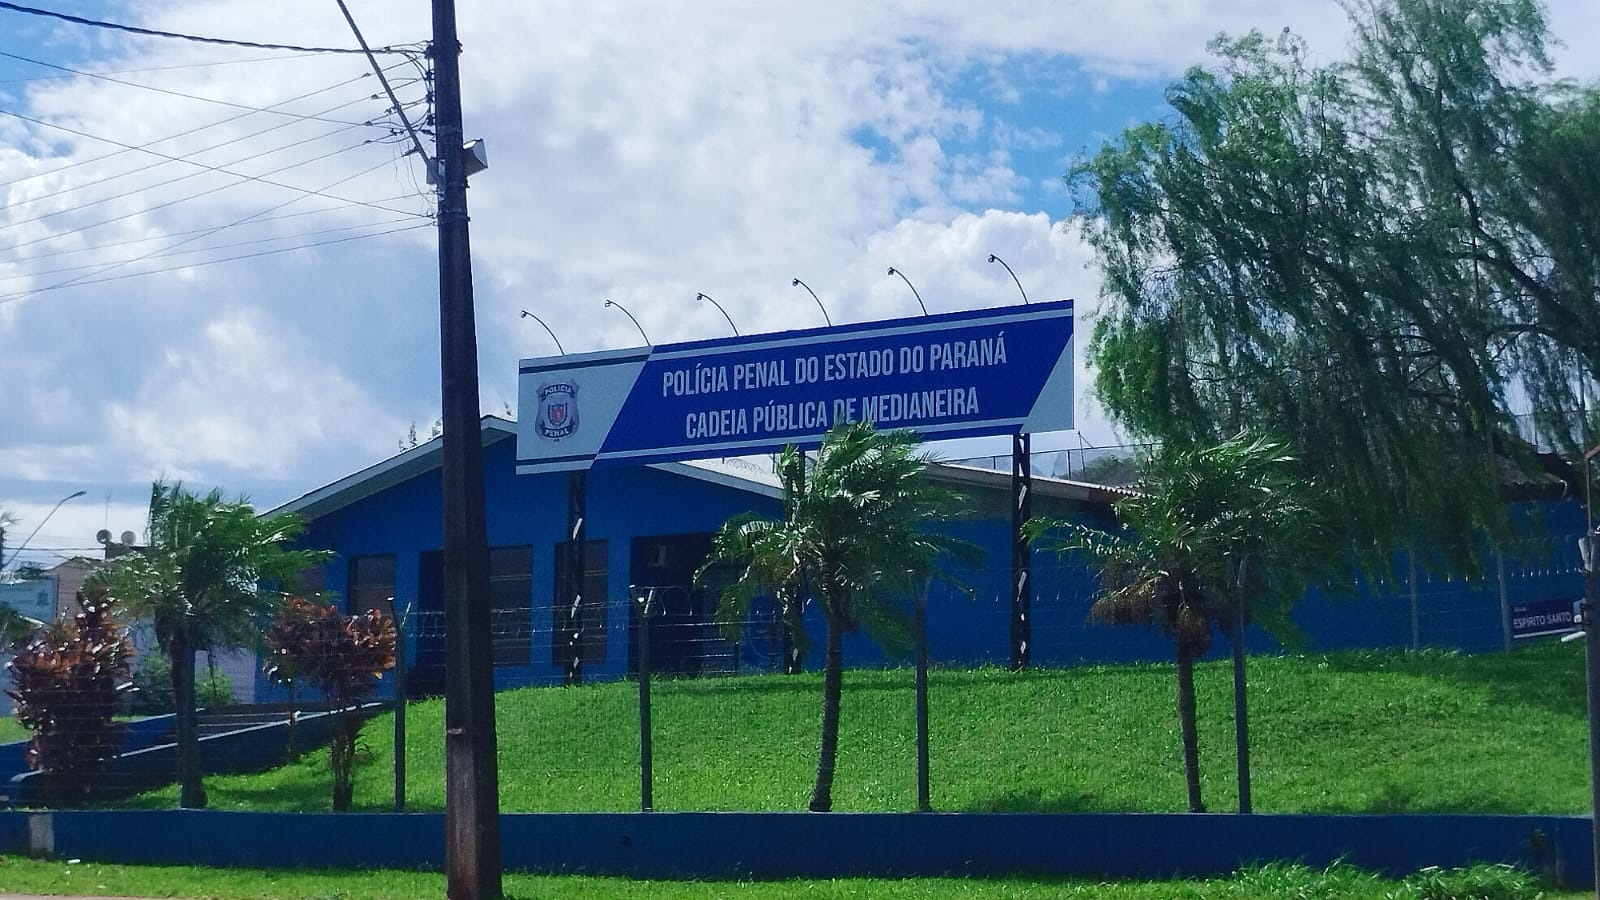 POLÍCIA PENAL DO ESTADO DO PARANÁ
CADEIA PÚBLICA DE MEDIANEIRA
POLÍCIA
PENAL
ESPÍRITO SANTO